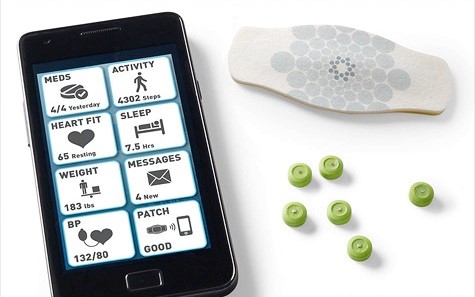 MEDS
4/4 Yesterday
ACTIVITY
4302 Steps
HEART FIT
65 Resting
SLEEP
7.5 Hrs
WEIGHT
183 lbs
MESSAGES
4 New
BP
132/80
PATCH
GOOD